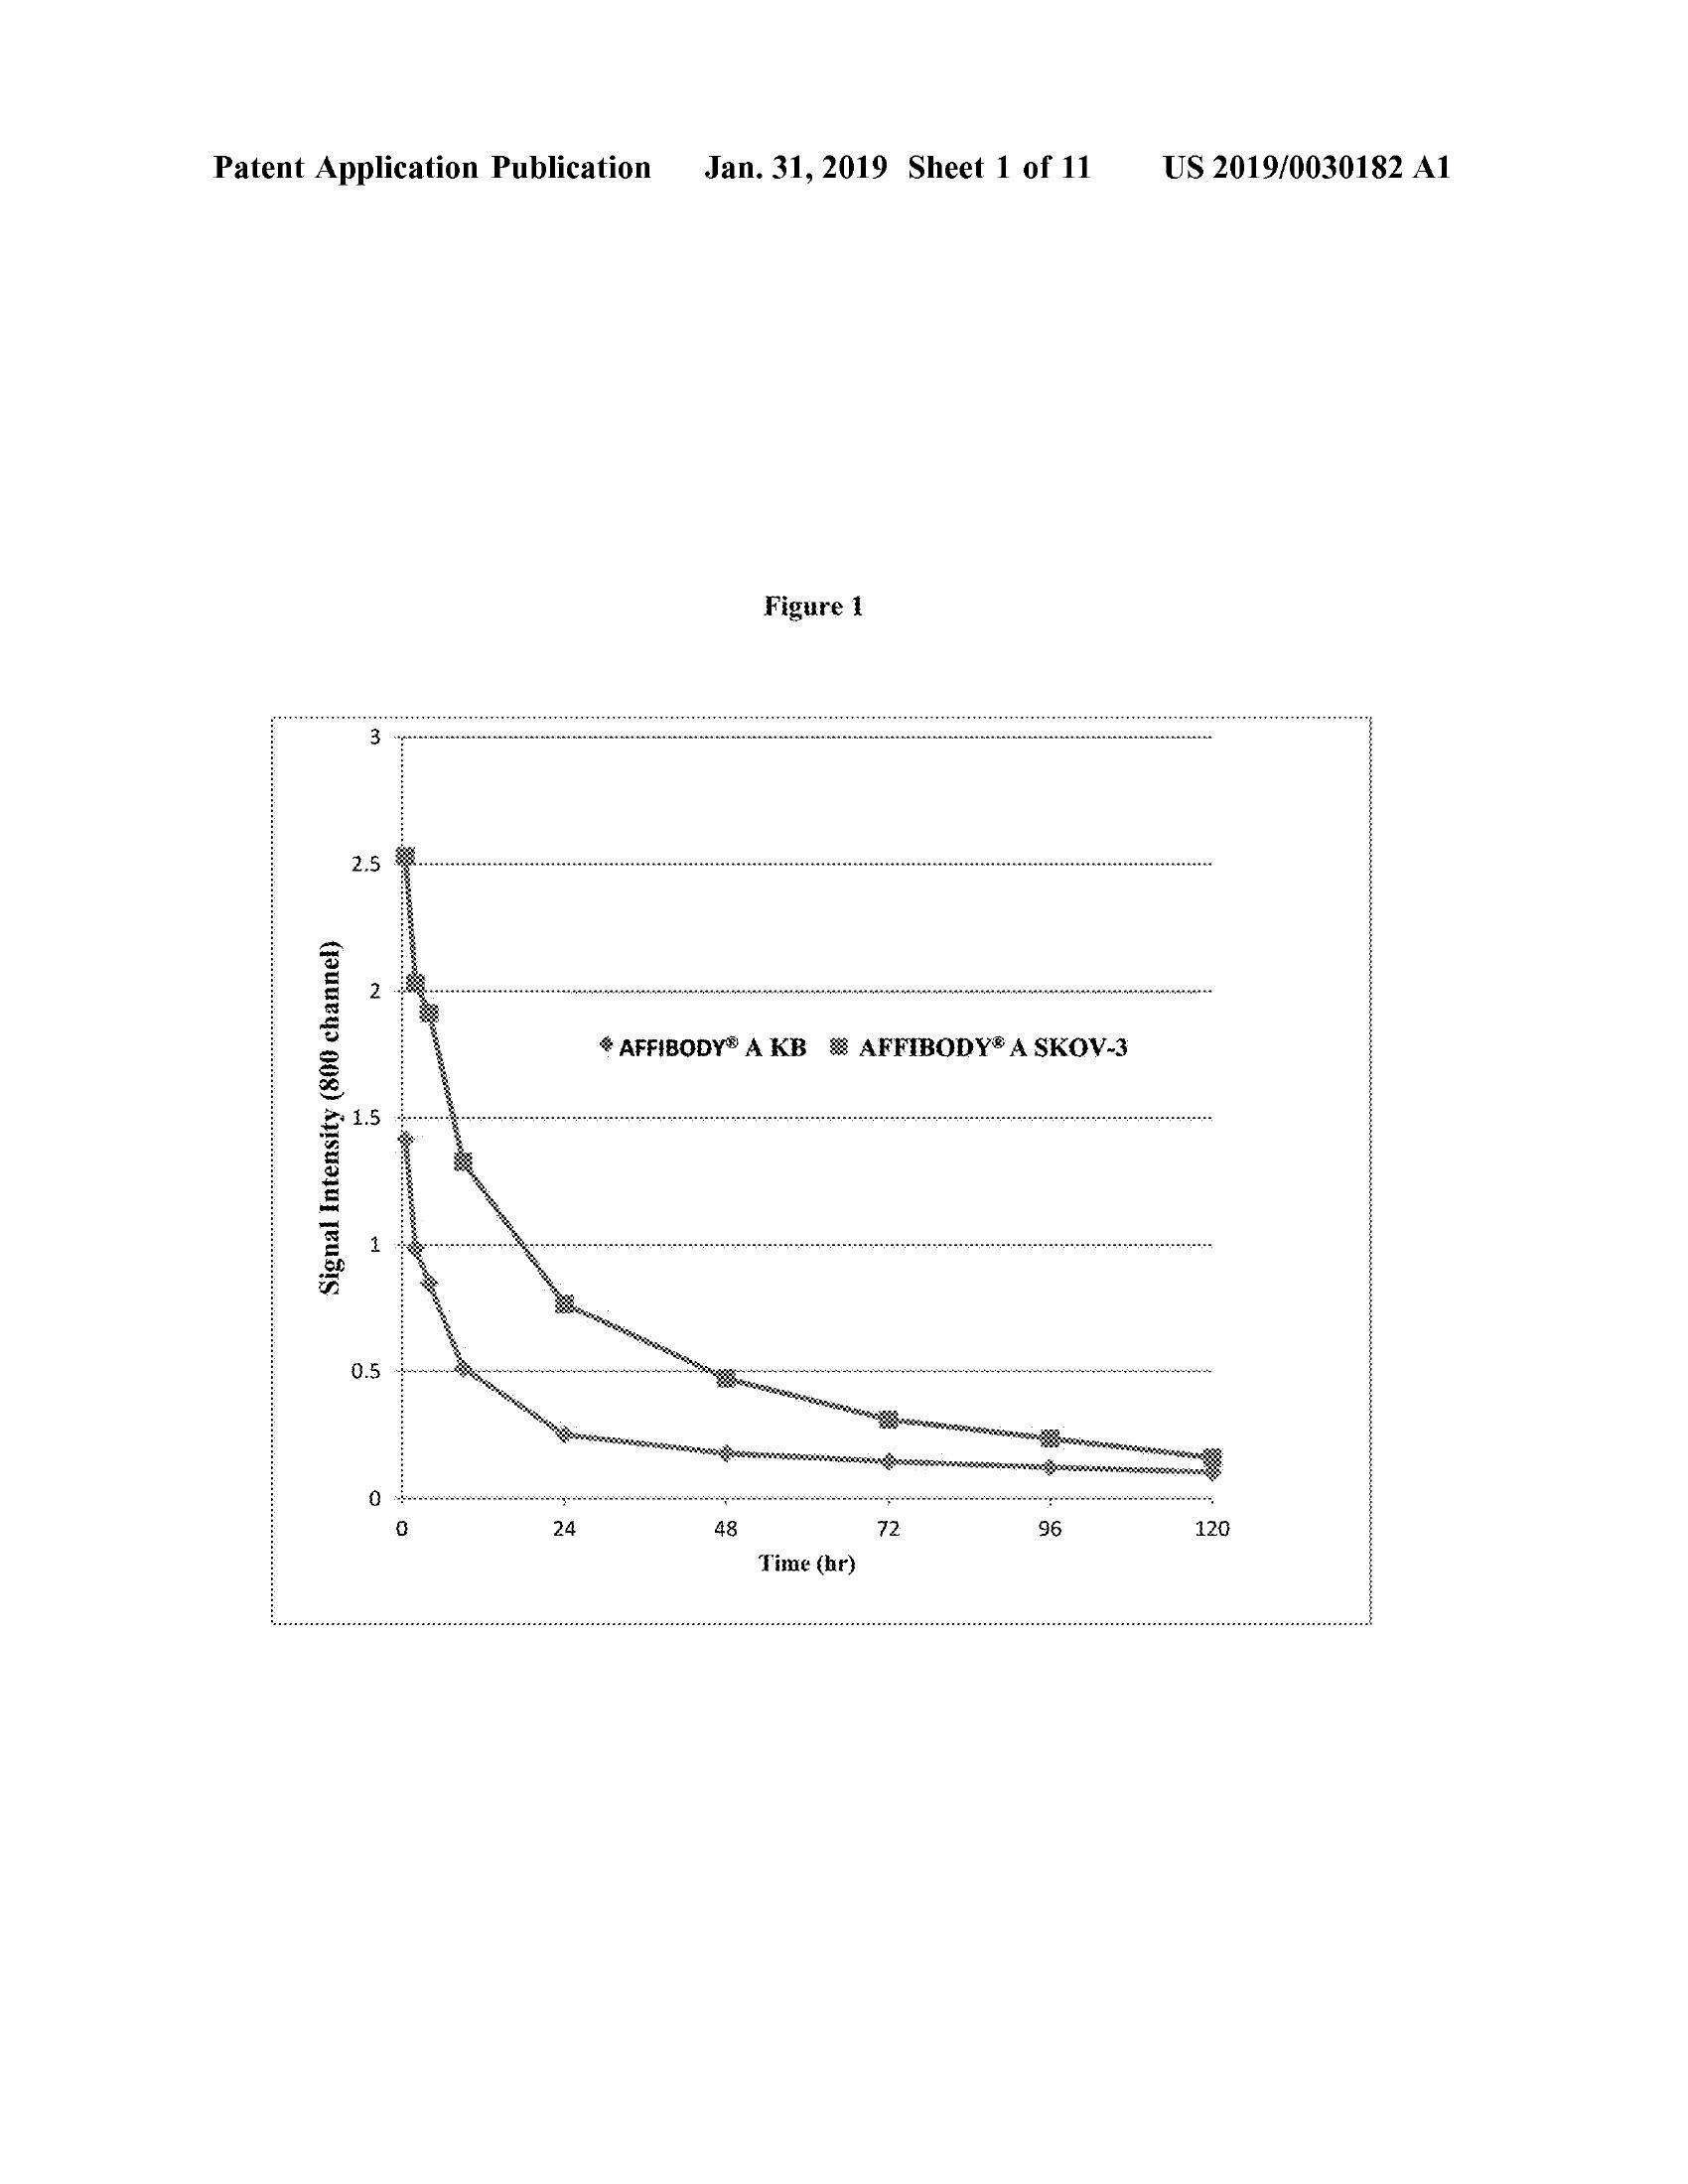 Patent Application Publication Jan. 31, 2019 Sheet 1 of 11 US 2019/0030182 A1
Figure 1
3
2.5
2
1.5
1
0.5
0
Signal Intensity (800 channel)
AFFIBODY® A KB AFFIBODY® A SKOV-3
0 24 48 72 96 120
Time (hr)